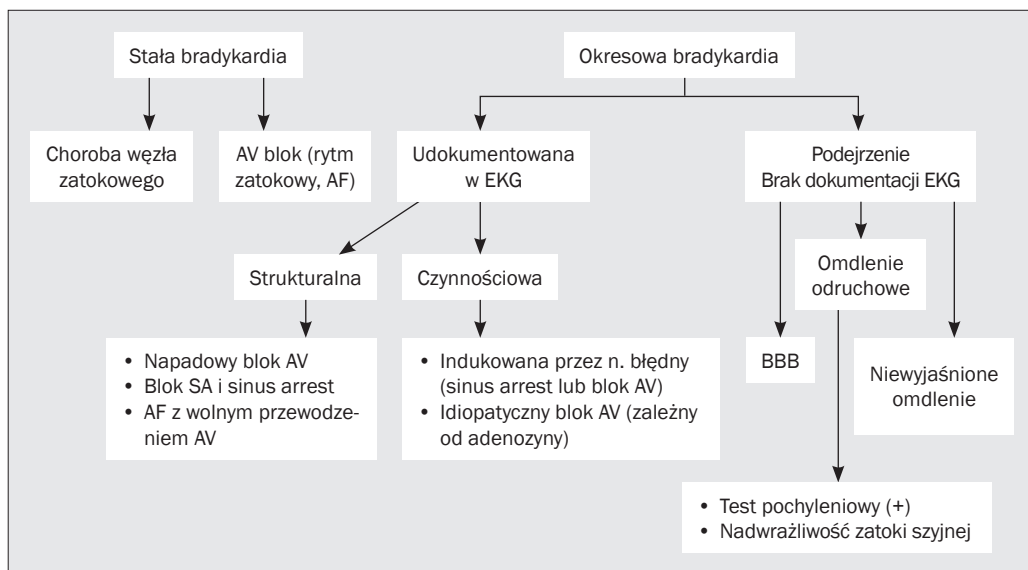 Stała bradykardia
Okresowa bradykardia
Choroba węzła
zatokowego
AV blok (rytm
zatokowy, AF)
Udokumentowana
w EKG
Podejrzenie
Brak dokumentacji EKG
Strukturalna
Czynnościowa
Omdlenie
odruchowe
• Napadowy blok AV
• Blok SA i sinus arrest
• AF z wolnym przewodze-
niem AV
• Indukowana przez n. błędny
(sinus arrest lub blok AV)
• Idiopatyczny blok AV (zależny
od adenozyny)
BBB
Niewyjaśnione
omdlenie
• Test pochyleniowy (+)
• Nadwrażliwość zatoki szyjnej